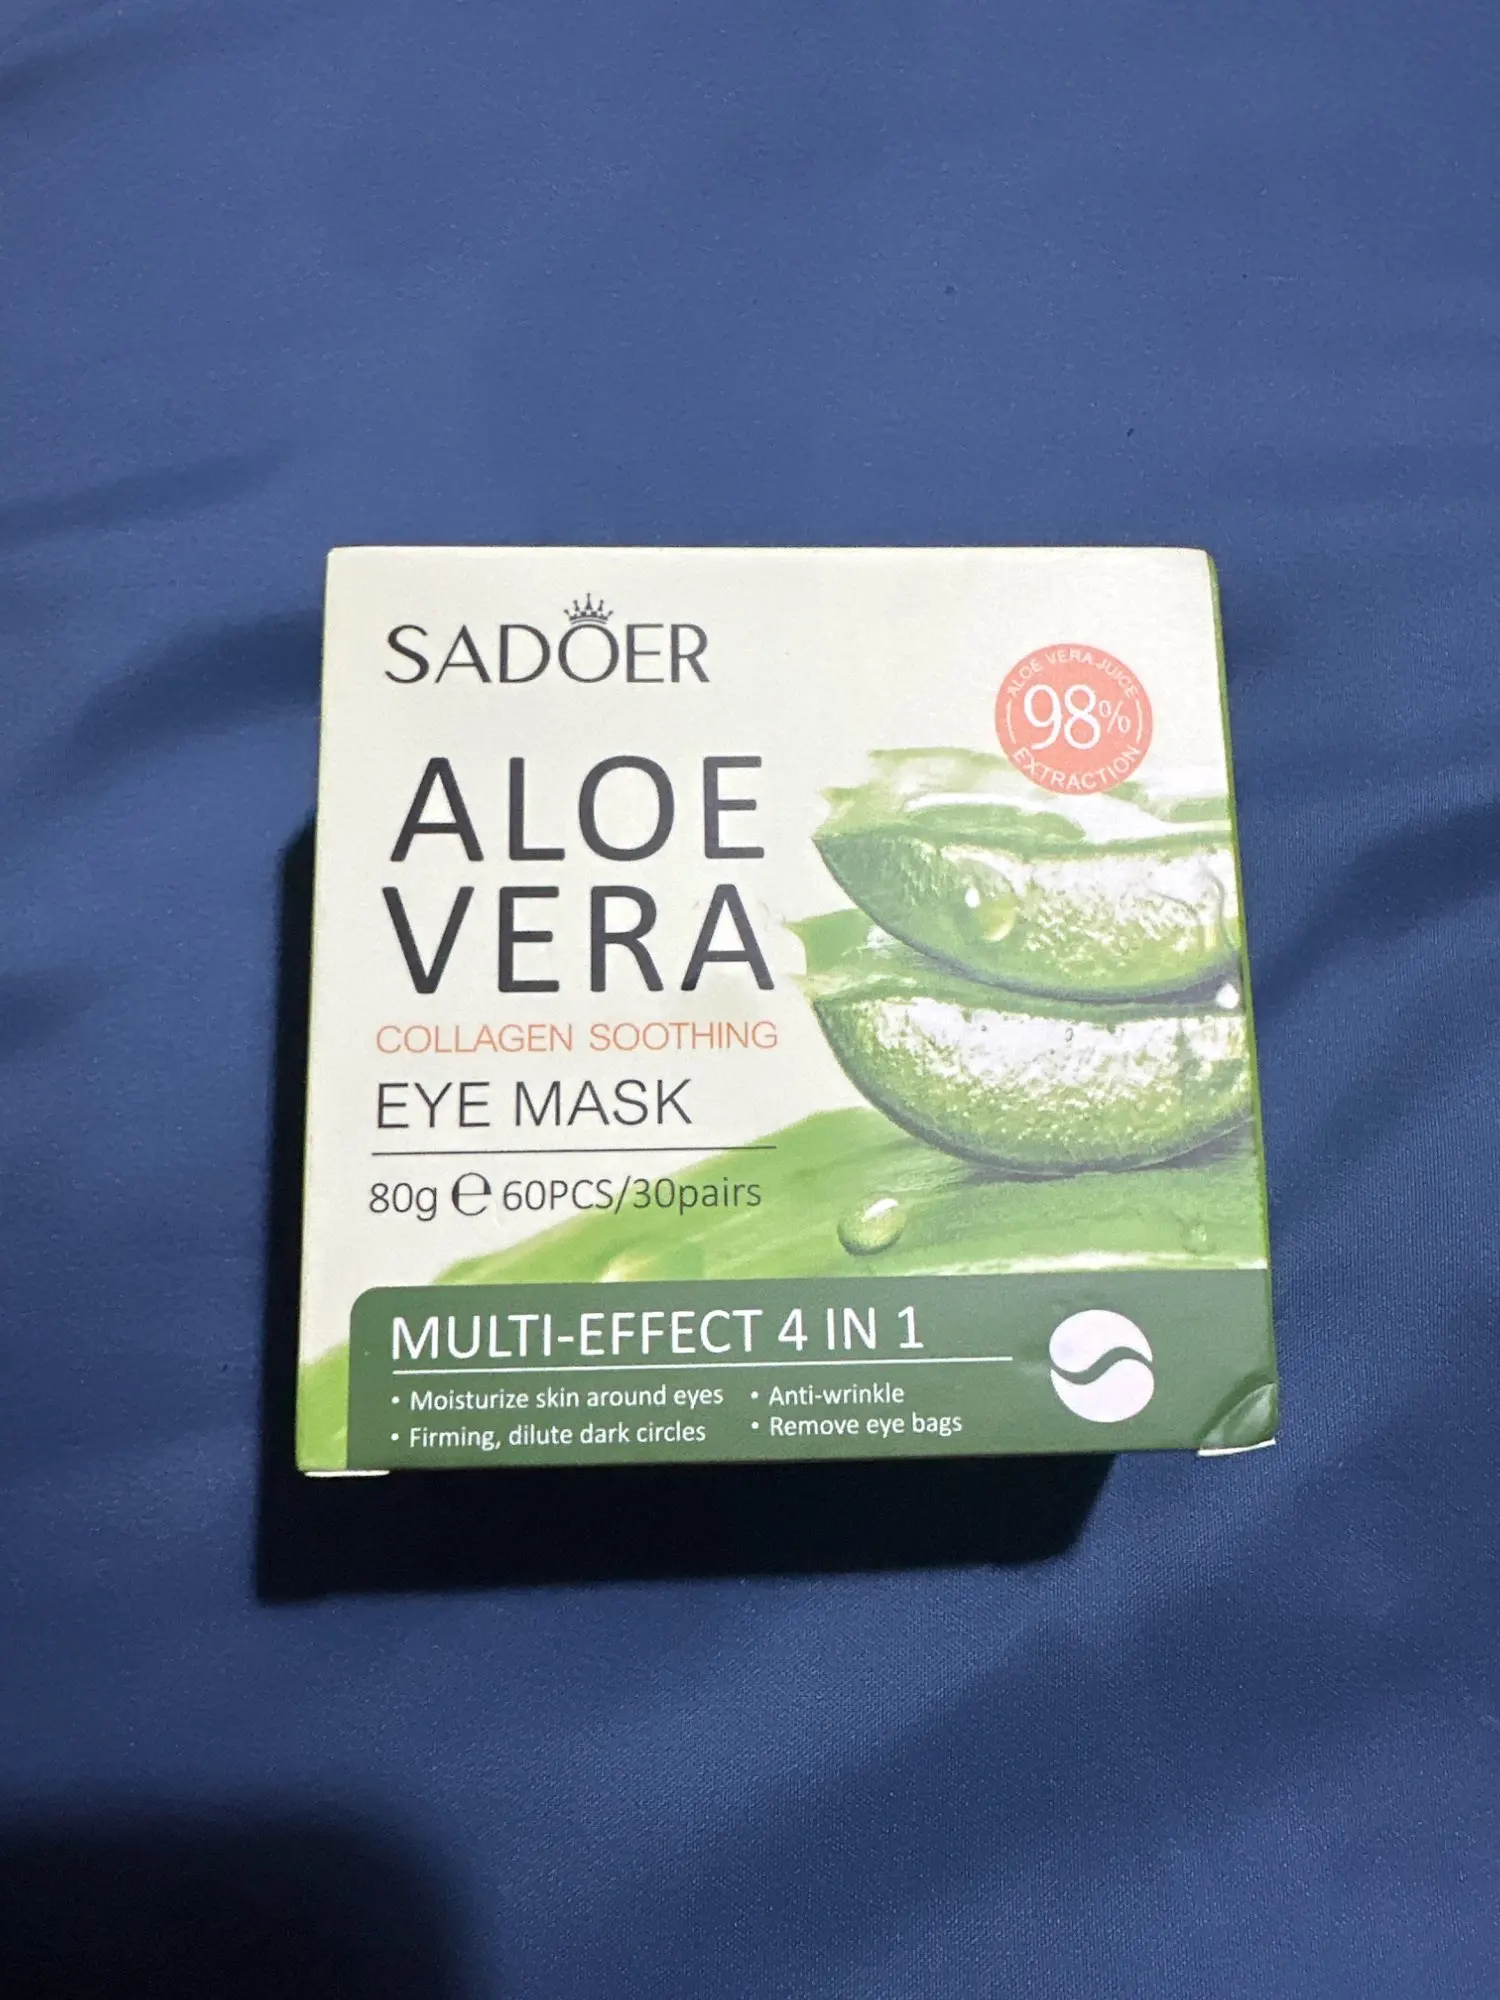 SADOER
ALOE VERA JUICE
98%
EXTRACTION
ALOE
VERA
COLLAGEN SOOTHING
EYE MASK
80g ℮ 60PCS/30pairs
MULTI-EFFECT 4 IN 1
• Moisturize skin around eyes • Anti-wrinkle
• Firming, dilute dark circles • Remove eye bags